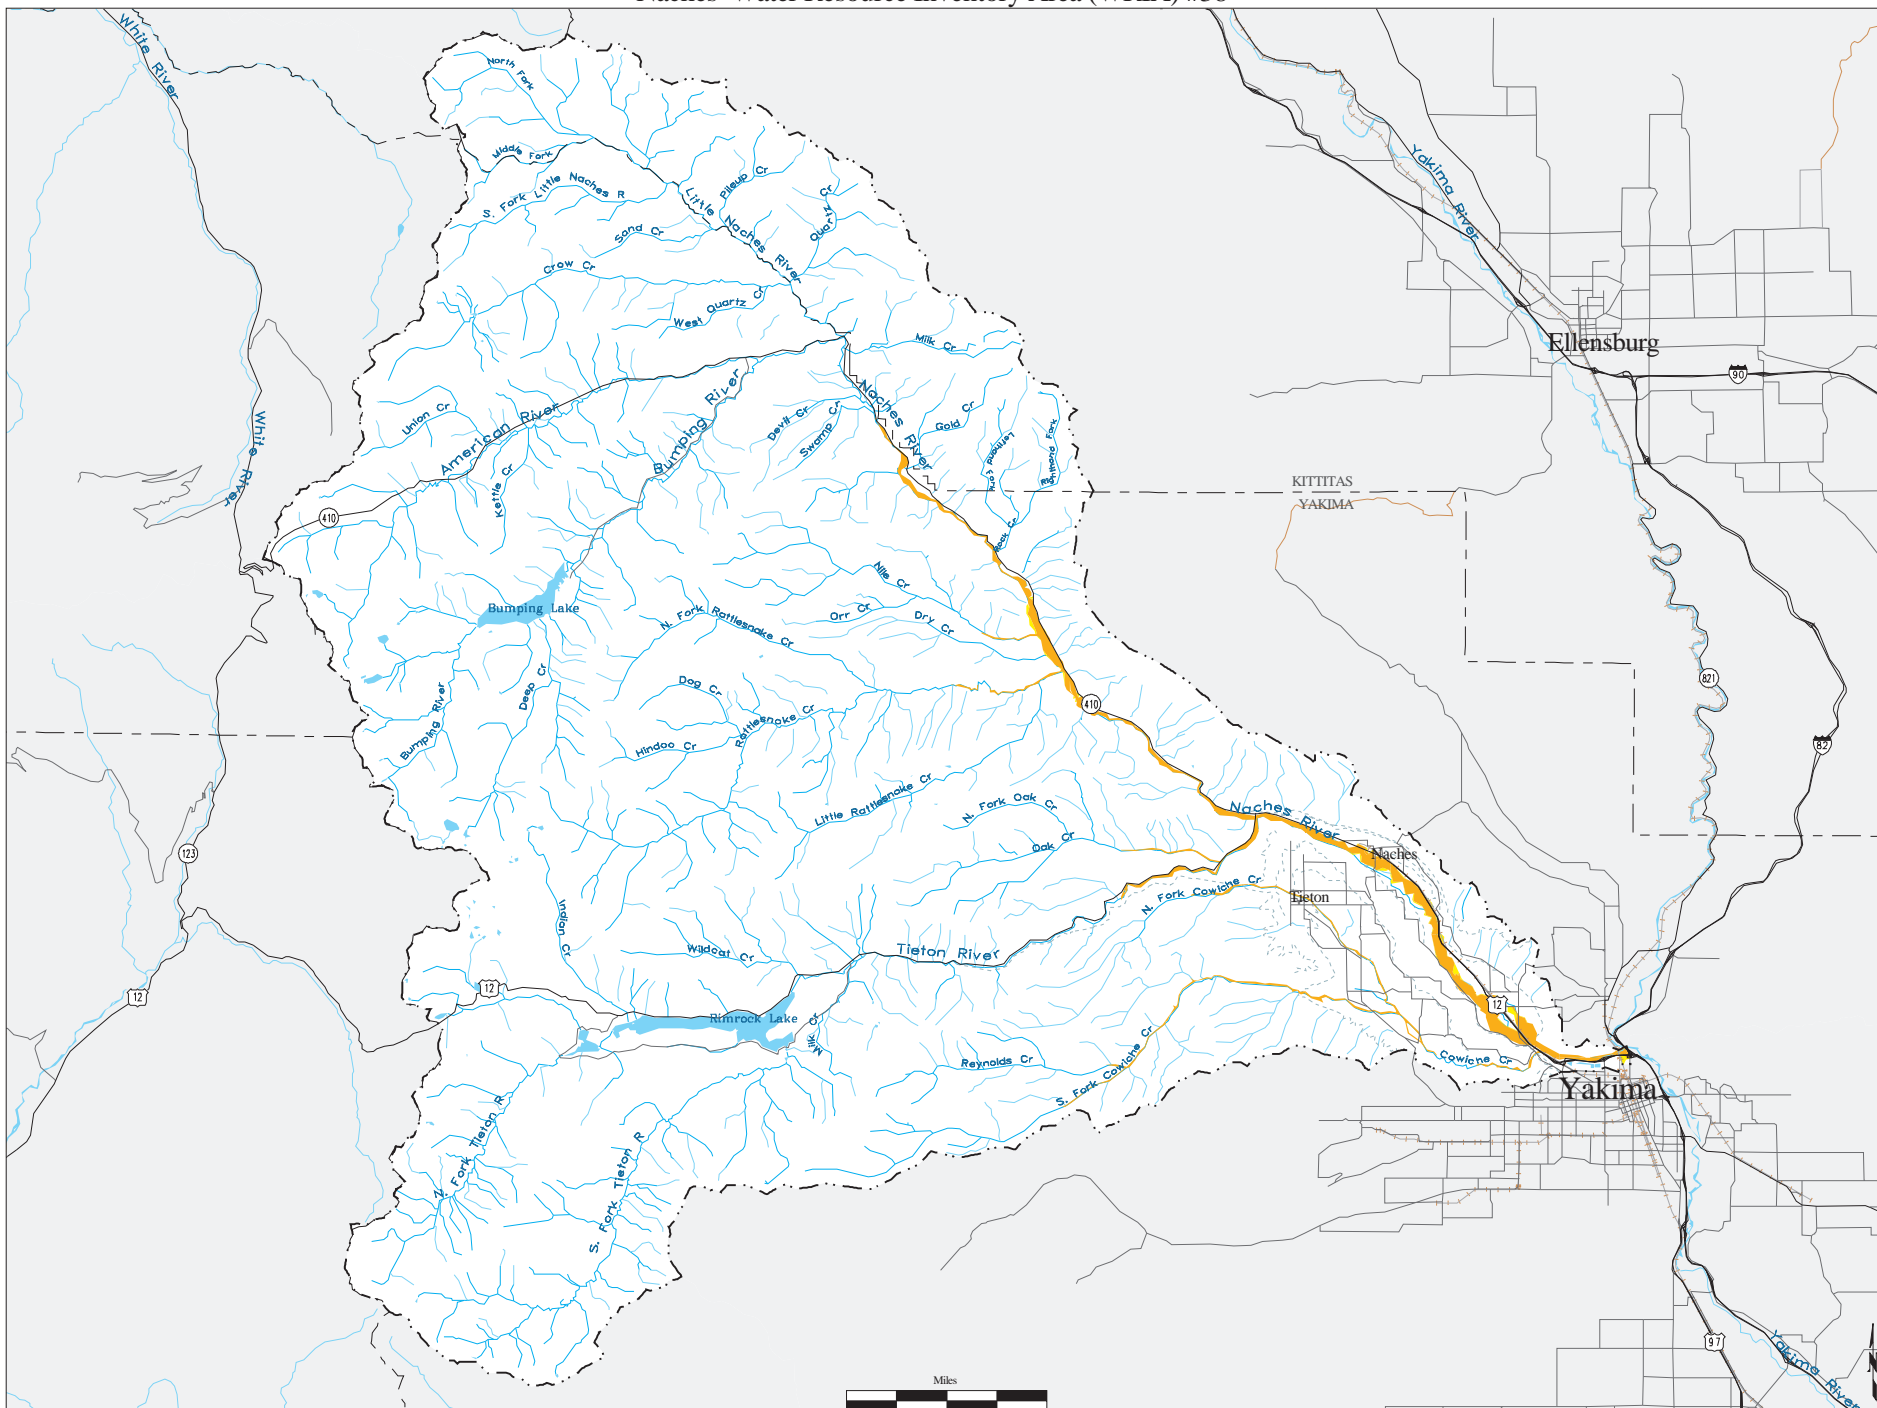 White River
North Fork
Middle Fork
S. Fork Little Naches R
Little Naches River
Pileup Cr
Quartz Cr
Sand Cr
Crow Cr
West Quartz Cr
Milk Cr
Yakima River
Ellensburg
90
Union Cr
American River
Bumping River
Devil Cr
Swamp Cr
Naches River
Gold Cr
Lefthand Fork
Righthand Fork
White River
Kettle Cr
410
KITTITAS
YAKIMA
Rock Cr
Nile Cr
Bumping Lake
N. Fork Rattlesnake Cr
Orr Cr
Dry Cr
Dog Cr
Deep Cr
Bumping River
Rattlesnake Cr
Hindoo Cr
410
821
82
Little Rattlesnake Cr
N. Fork Oak Cr
Oak Cr
Naches River
Naches
123
Tieton
N. Fork Cowiche Cr
Indian Cr
Wildcat Cr
Tieton River
12
12
12
Rimrock Lake
Milk Cr
Reynolds Cr
S. Fork Cowiche Cr
Cowiche Cr
Yakima
N. Fork Tieton R
S. Fork Tieton R
97
Yakima River
Miles